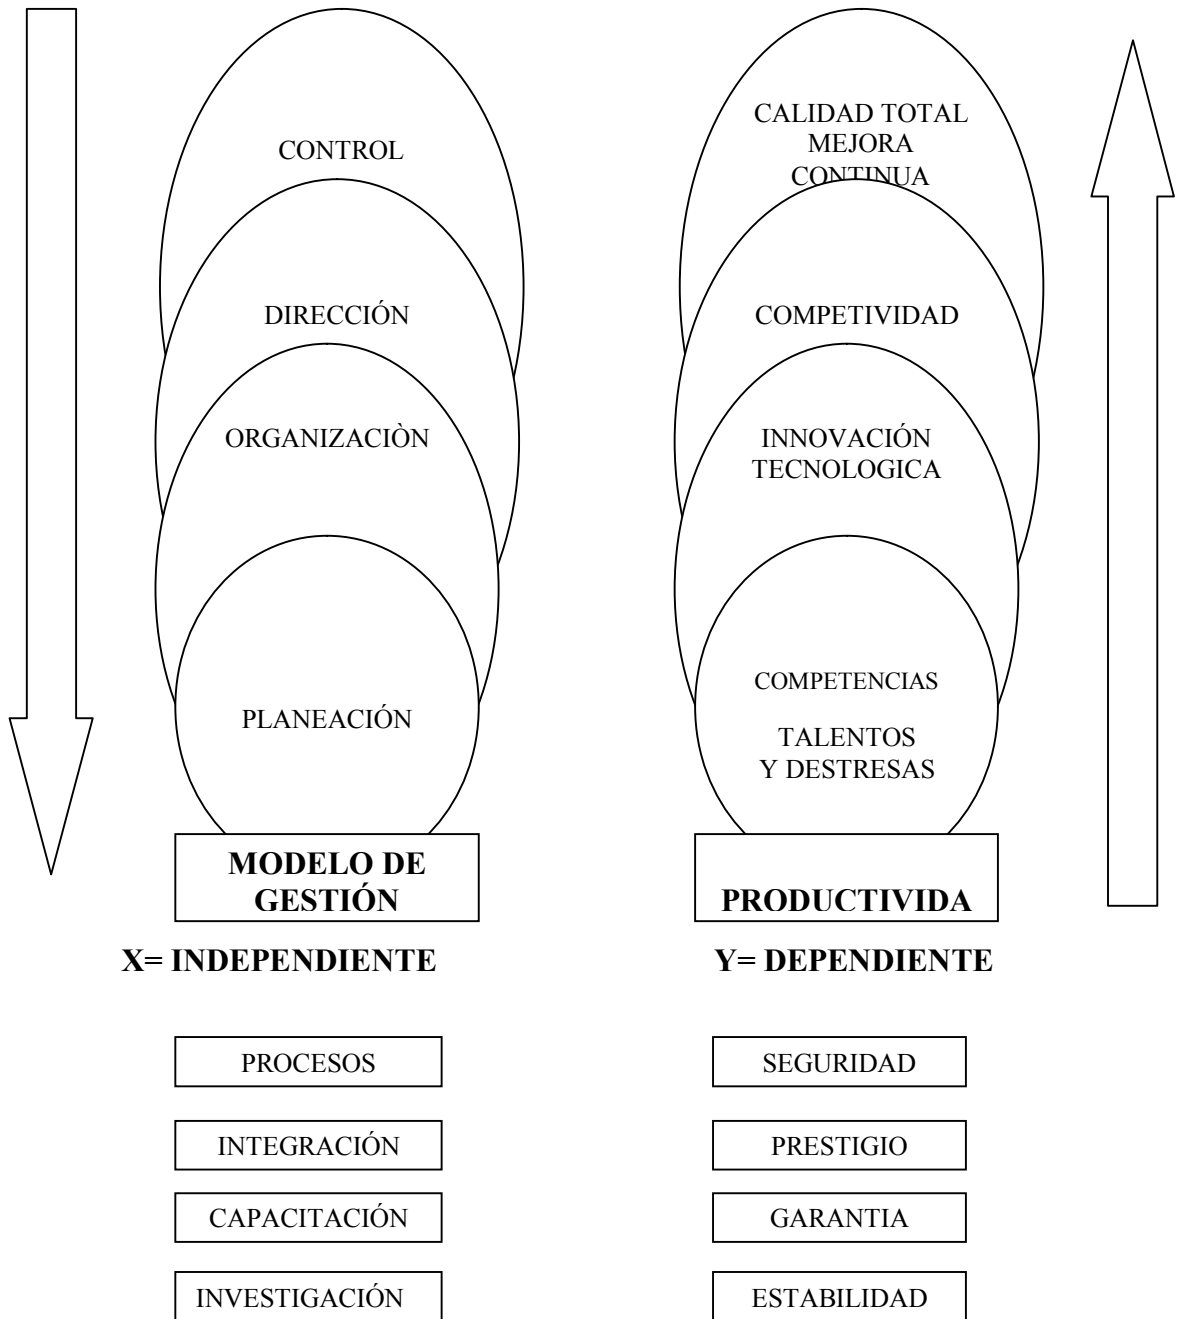 CONTROL
DIRECCIÓN
ORGANIZACIÒN
PLANEACIÓN
MODELO DE
GESTIÓN
X= INDEPENDIENTE
PROCESOS
INTEGRACIÓN
CAPACITACIÓN
INVESTIGACIÓN
CALIDAD TOTAL
MEJORA
CONTINUA
COMPETIVIDAD
INNOVACIÓN
TECNOLOGICA
COMPETENCIAS
TALENTOS
Y DESTRESAS
PRODUCTIVIDA
Y= DEPENDIENTE
SEGURIDAD
PRESTIGIO
GARANTIA
ESTABILIDAD